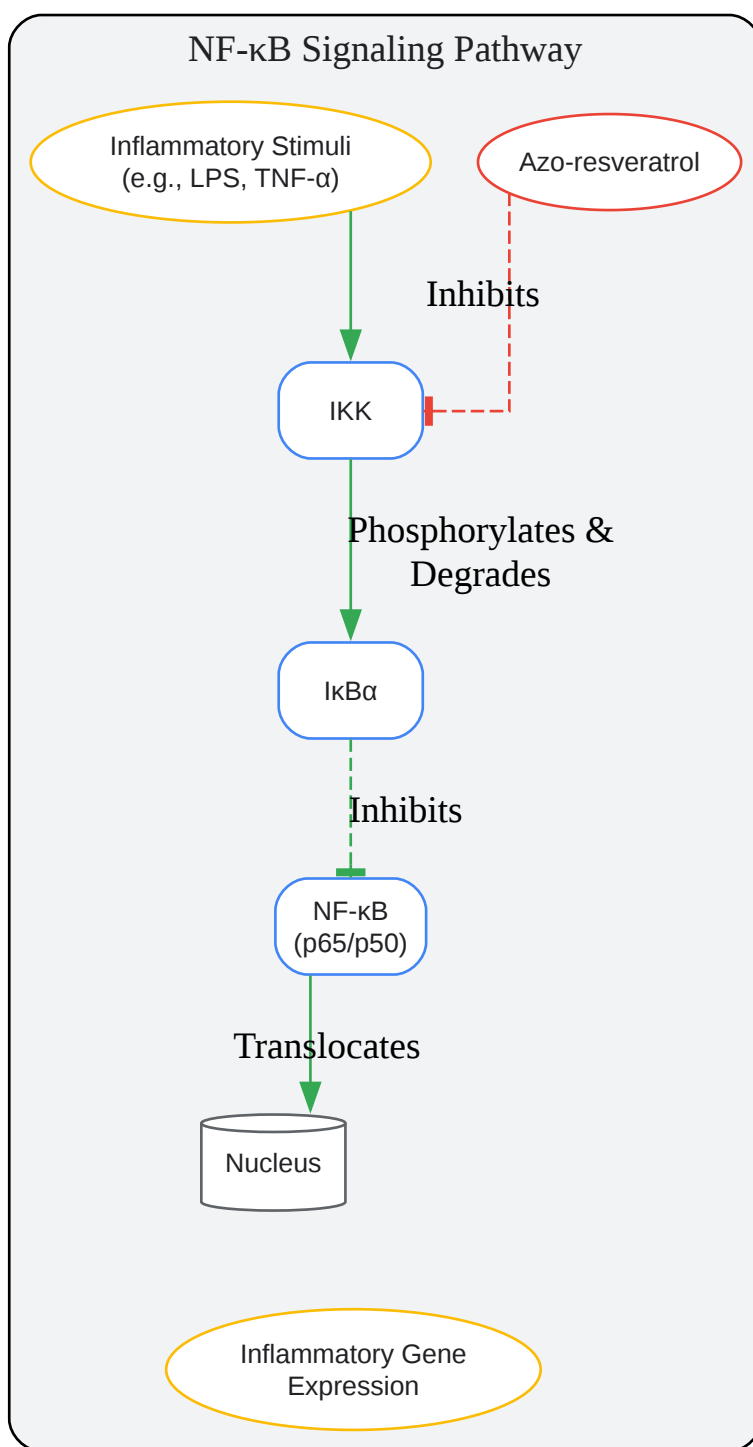 NF-κB Signaling Pathway
Inflammatory Stimuli
(e.g., LPS, TNF-α)
Azo-resveratrol
Inhibits
IKK
Phosphorylates &
Degrades
IκBα
Inhibits
NF-κB
(p65/p50)
Translocates
Nucleus
Inflammatory Gene
Expression